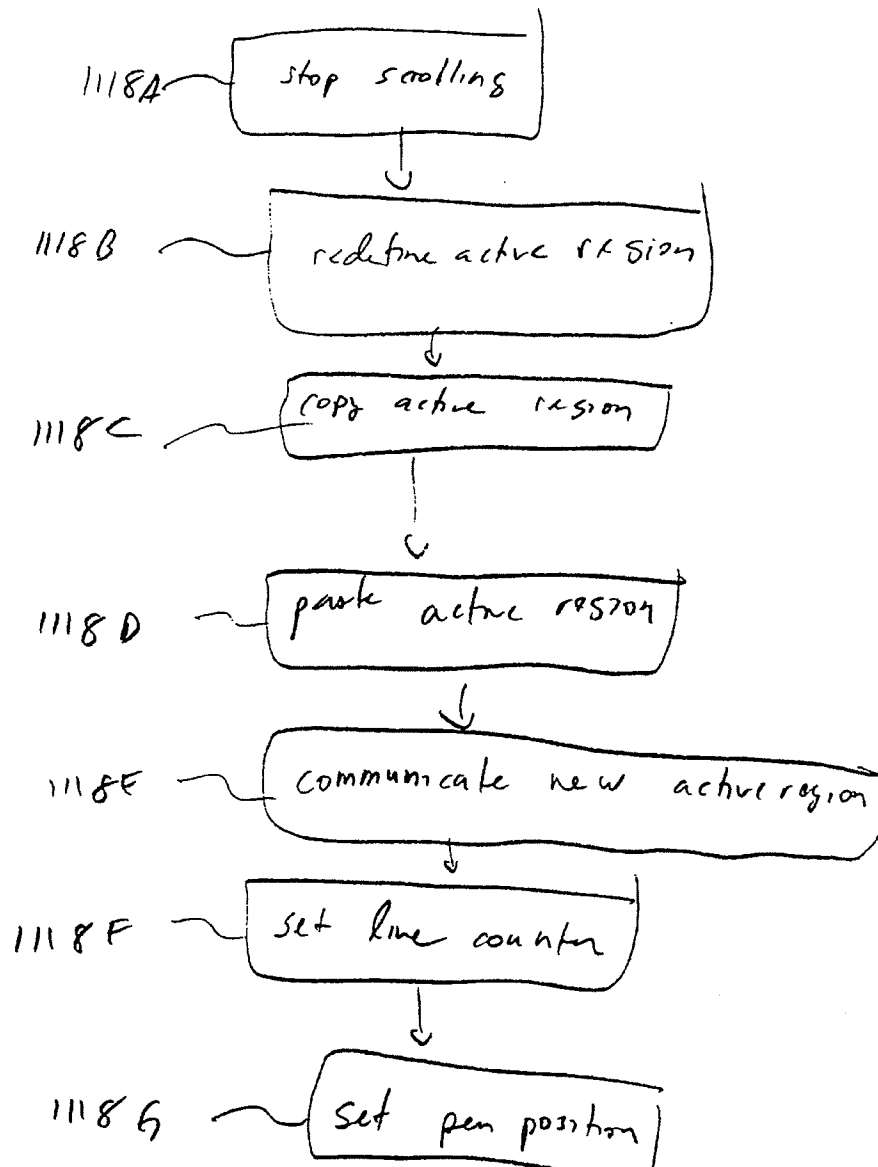 1118A stop scrolling
1118B redefine active region
1118C copy active region
1118D paste active region
1118E communicate new active region
1118F set line counter
1118G set pen position